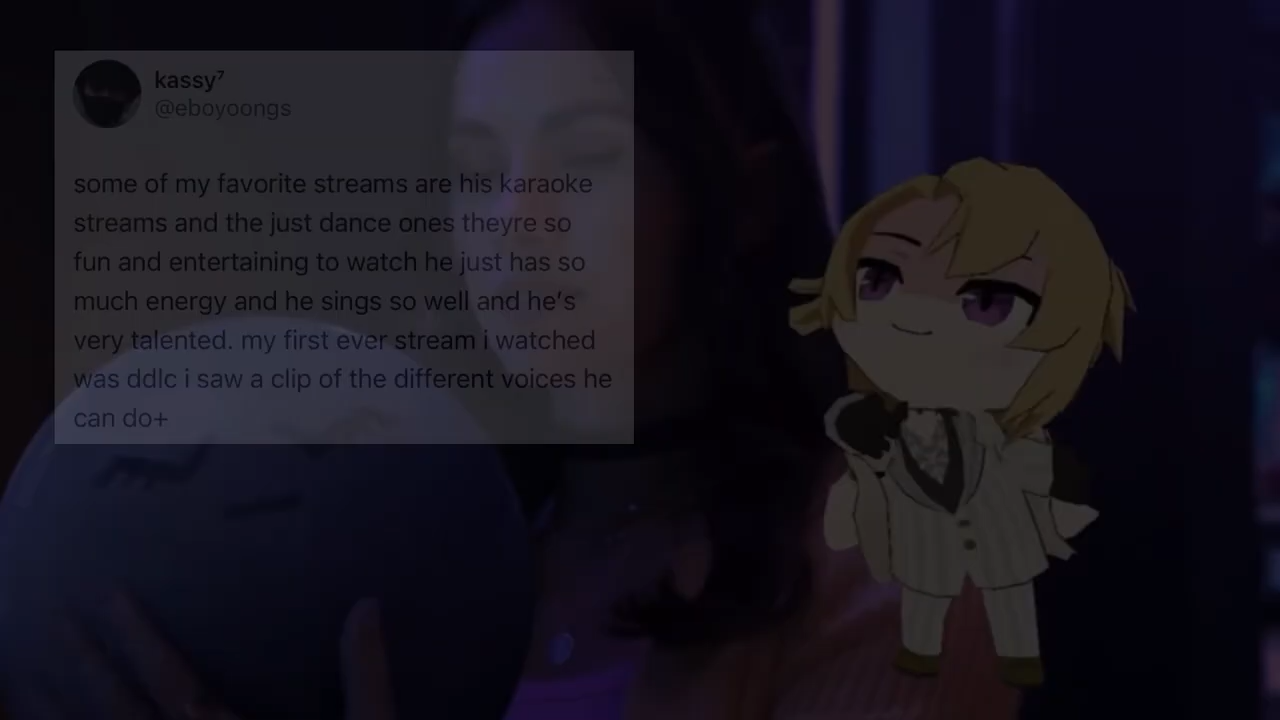 kassy⁷
@eboyoongs
some of my favorite streams are his karaoke
streams and the just dance ones theyre so
fun and entertaining to watch he just has so
much energy and he sings so well and he's
very talented. my first ever stream i watched
was ddlc i saw a clip of the different voices he
can do+